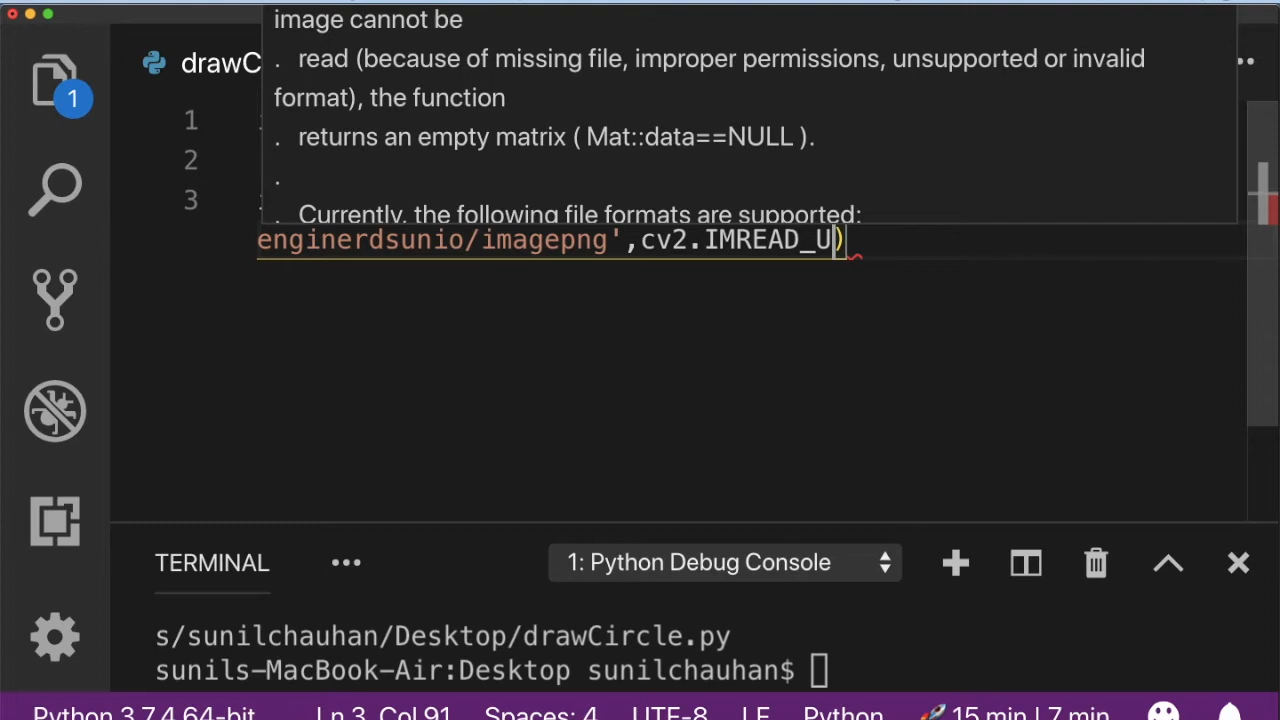 image cannot be
drawC
. read (because of missing file, improper permissions, unsupported or invalid
format), the function
. returns an empty matrix ( Mat::data==NULL ).
.
. Currently, the following file formats are supported:
1
1
2
3
enginerdsunio/imagepng',cv2.IMREAD_U)
TERMINAL
1: Python Debug Console
s/sunilchauhan/Desktop/drawCircle.py
sunils-MacBook-Air:Desktop sunilchauhan$
Python 3.7.4 64-bit Ln 3, Col 91 Spaces: 4 UTF-8 LF Python 15 min | 7 min